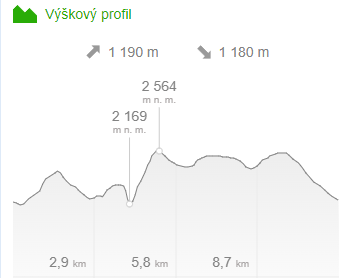 Výškový profil
1 190 m 1 180 m
2 564
m n. m.
2 169
m n. m.
2,9 km 5,8 km 8,7 km